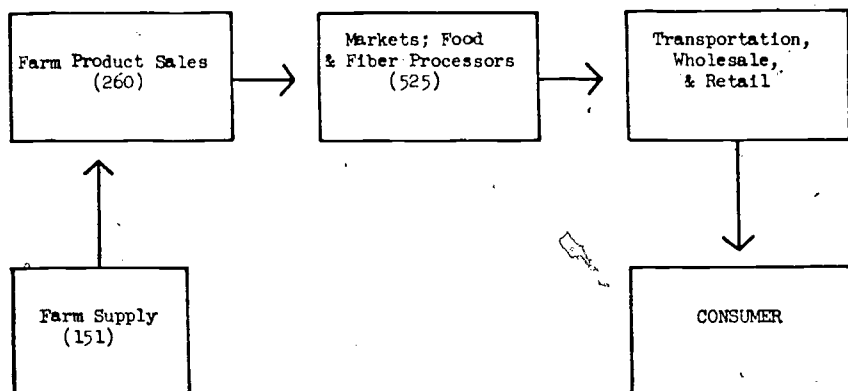 Farm Product Sales
(260)
Markets; Food
& Fiber Processors
(525)
Transportation,
Wholesale,
& Retail
Farm Supply
(151)
CONSUMER